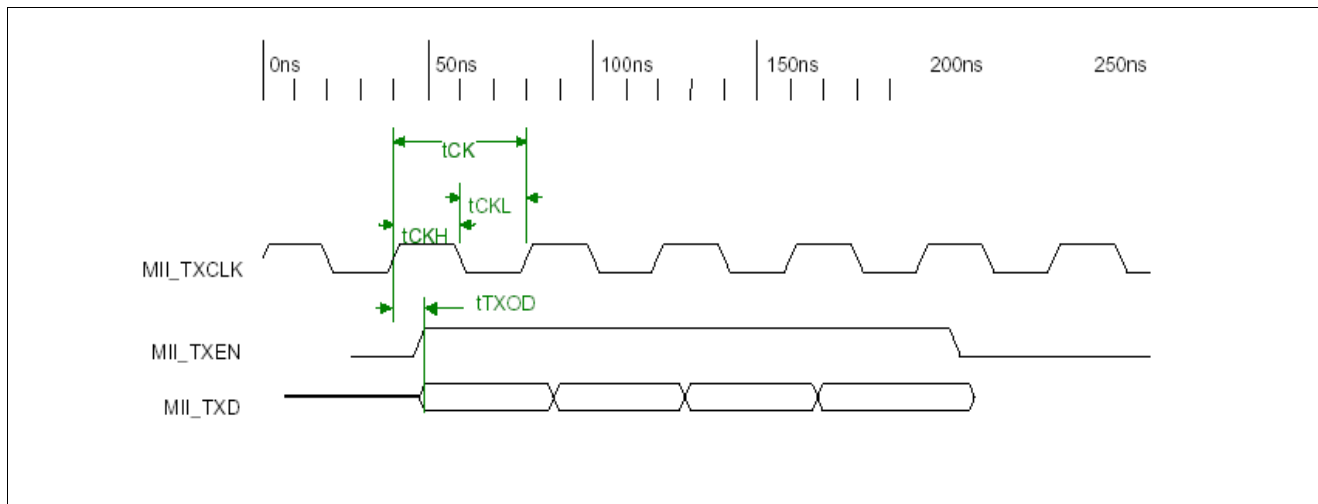 0ns 50ns 100ns 150ns 200ns 250ns
tCK
tCKL
tCKH
MII_TXCLK
tTXOD
MII_TXEN
MII_TXD